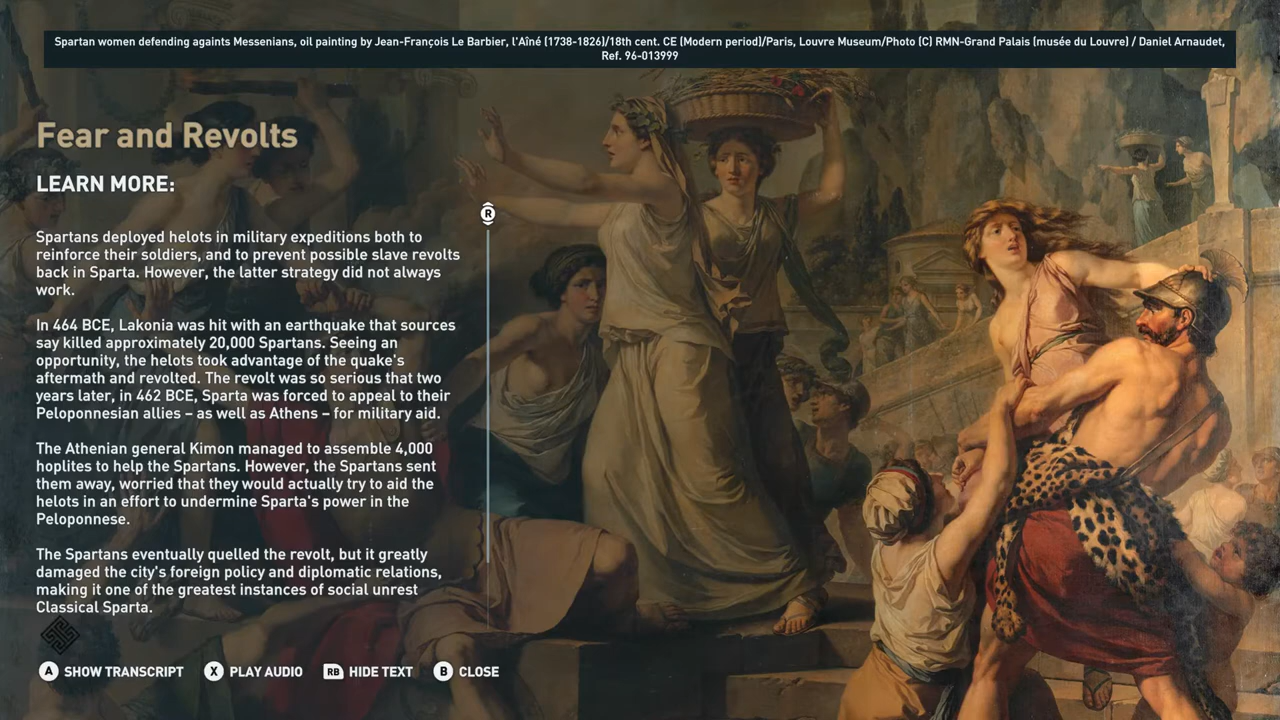 Spartan women defending againts Messenians, oil painting by Jean-François Le Barbier, l'Aîné (1738-1826)/18th cent. CE (Modern period)/Paris, Louvre Museum/Photo (C) RMN-Grand Palais (musée du Louvre) / Daniel Arnaudet,
Ref. 96-013999
Fear and Revolts
LEARN MORE:
R
Spartans deployed helots in military expeditions both to
reinforce their soldiers, and to prevent possible slave revolts
back in Sparta. However, the latter strategy did not always
work.
In 464 BCE, Lakonia was hit with an earthquake that sources
say killed approximately 20,000 Spartans. Seeing an
opportunity, the helots took advantage of the quake's
aftermath and revolted. The revolt was so serious that two
years later, in 462 BCE, Sparta was forced to appeal to their
Peloponnesian allies – as well as Athens – for military aid.
The Athenian general Kimon managed to assemble 4,000
hoplites to help the Spartans. However, the Spartans sent
them away, worried that they would actually try to aid the
helots in an effort to undermine Sparta's power in the
Peloponnese.
The Spartans eventually quelled the revolt, but it greatly
damaged the city's foreign policy and diplomatic relations,
making it one of the greatest instances of social unrest
Classical Sparta.
A SHOW TRANSCRIPT X PLAY AUDIO RB HIDE TEXT B CLOSE